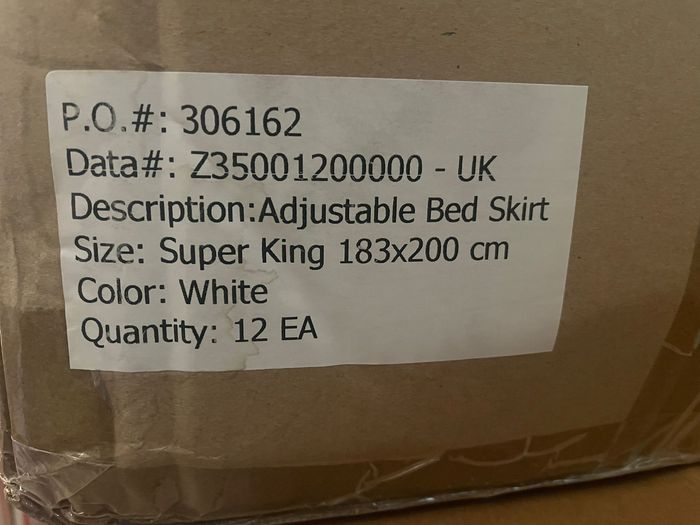 P.O.#: 306162
Data#: Z35001200000 - UK
Description:Adjustable Bed Skirt
Size: Super King 183x200 cm
Color: White
Quantity: 12 EA